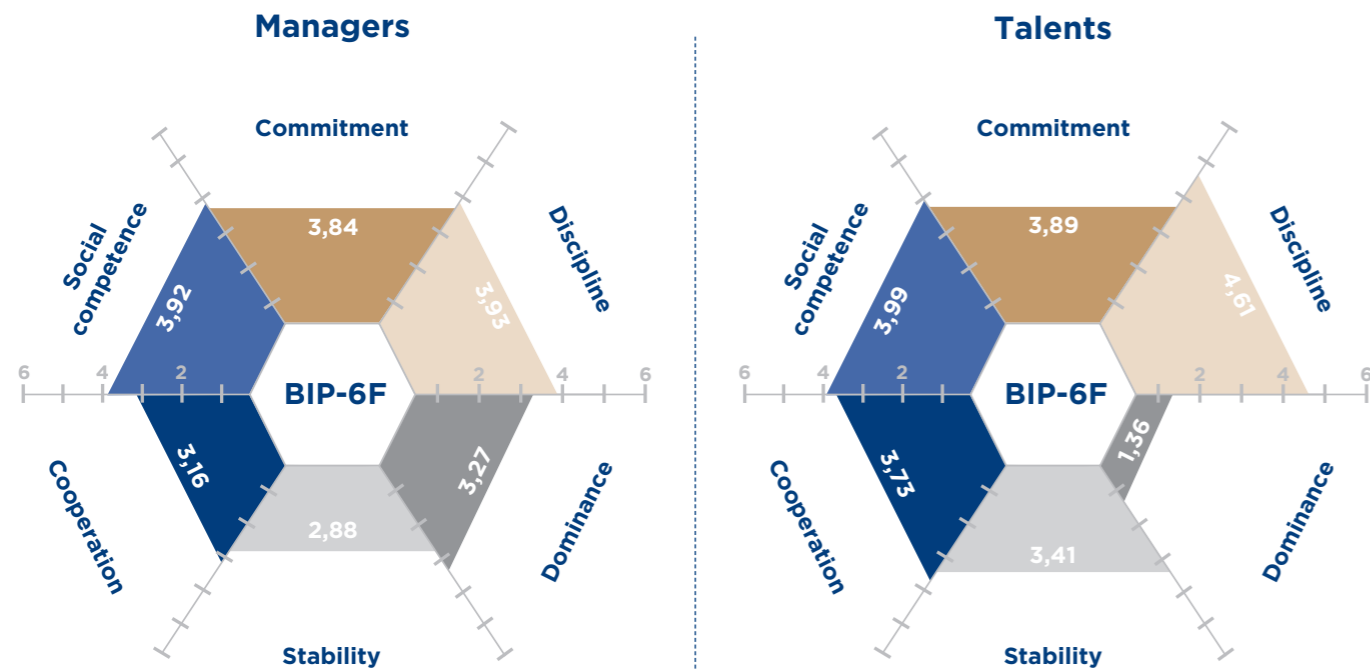 Managers
Commitment
Social
competence
Discipline
3,84
3,92
3,93
6
4
2
2
4
6
BIP-6F
3,16
3,27
2,88
Cooperation
Dominance
Stability
Talents
Commitment
Social
competence
Discipline
3,89
3,99
4,61
6
4
2
2
4
6
BIP-6F
3,73
1,36
3,41
Cooperation
Dominance
Stability